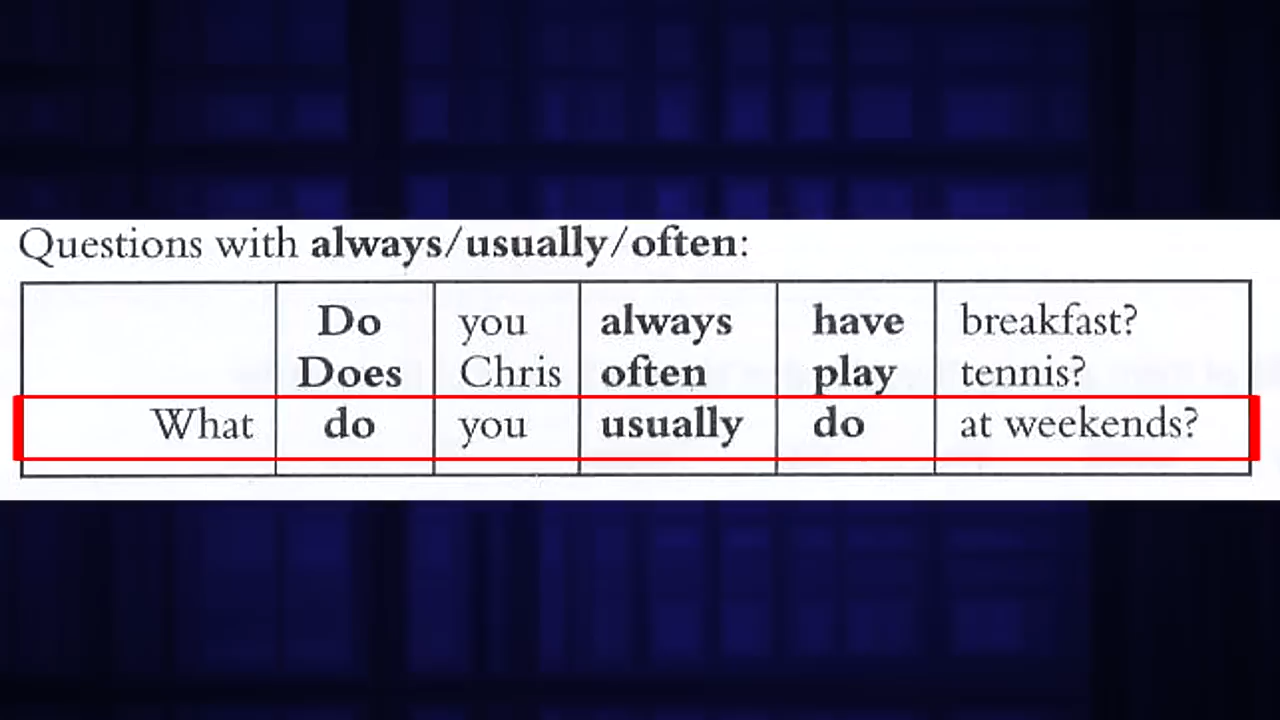 Questions with always/usually/often:
Do you always have breakfast?
Does Chris often play tennis?
What do you usually do at weekends?